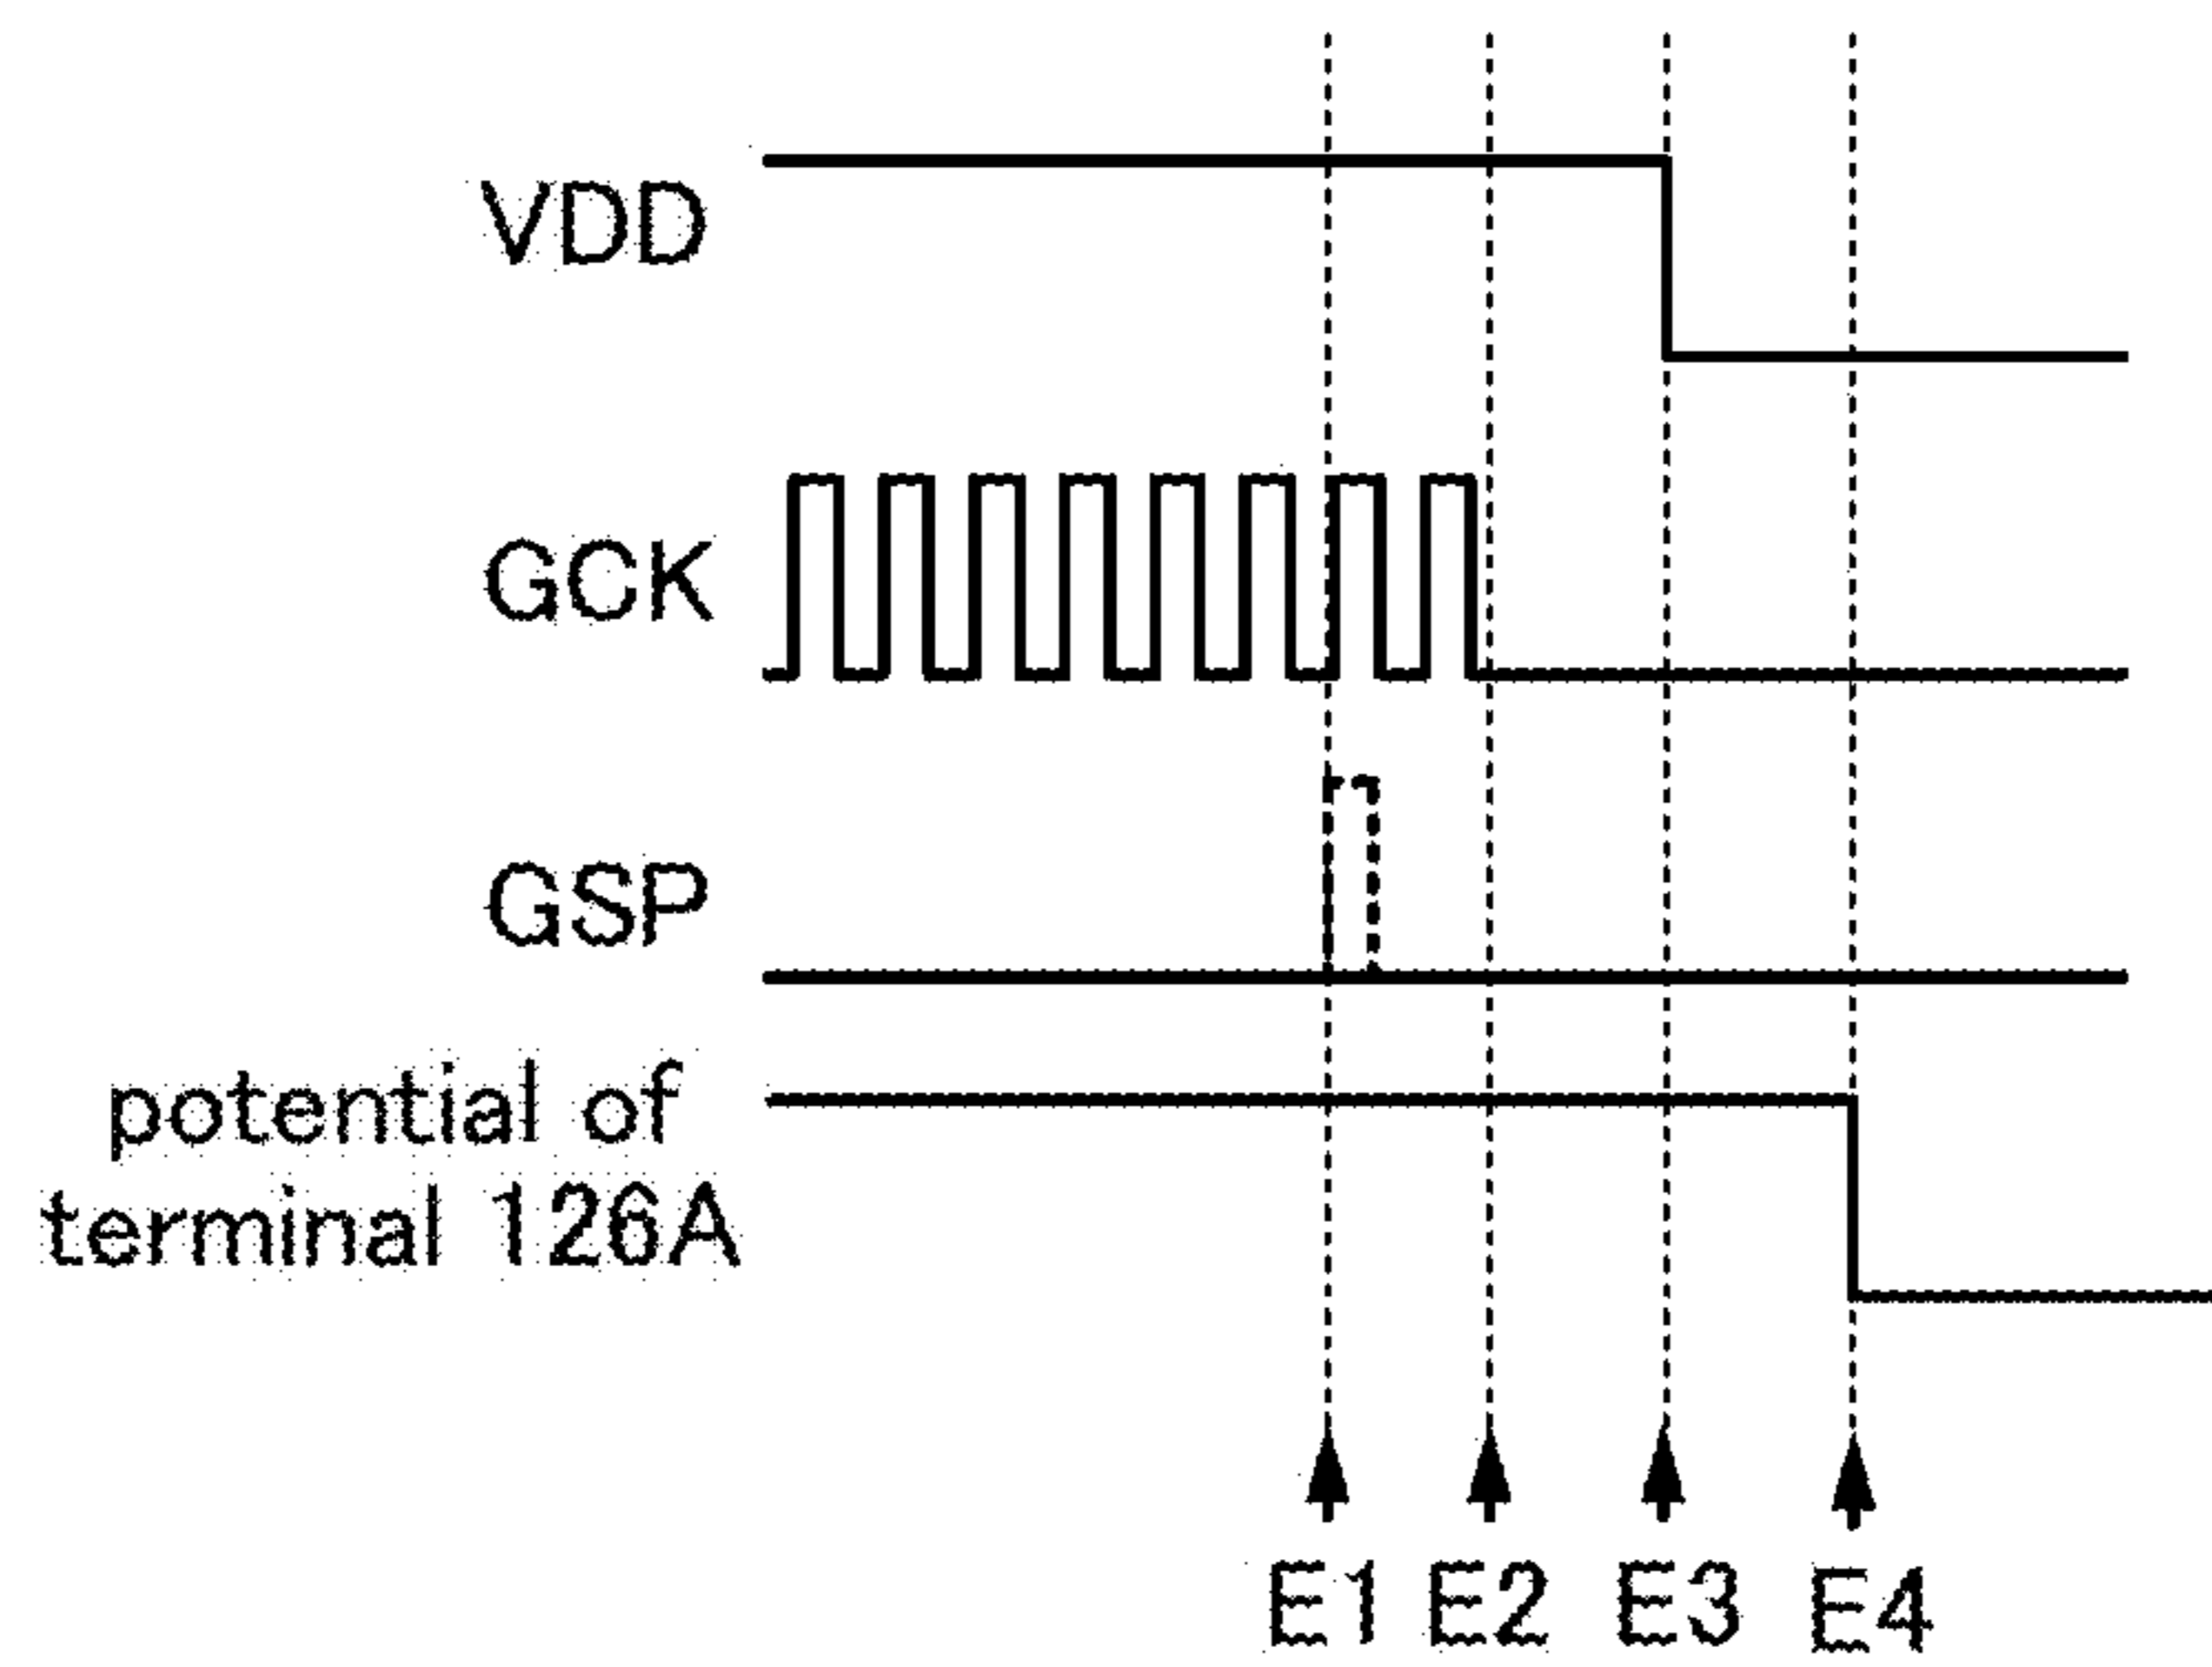 VDD
GCK
GSP
potential of
terminal 126A
E1 E2 E3 E4